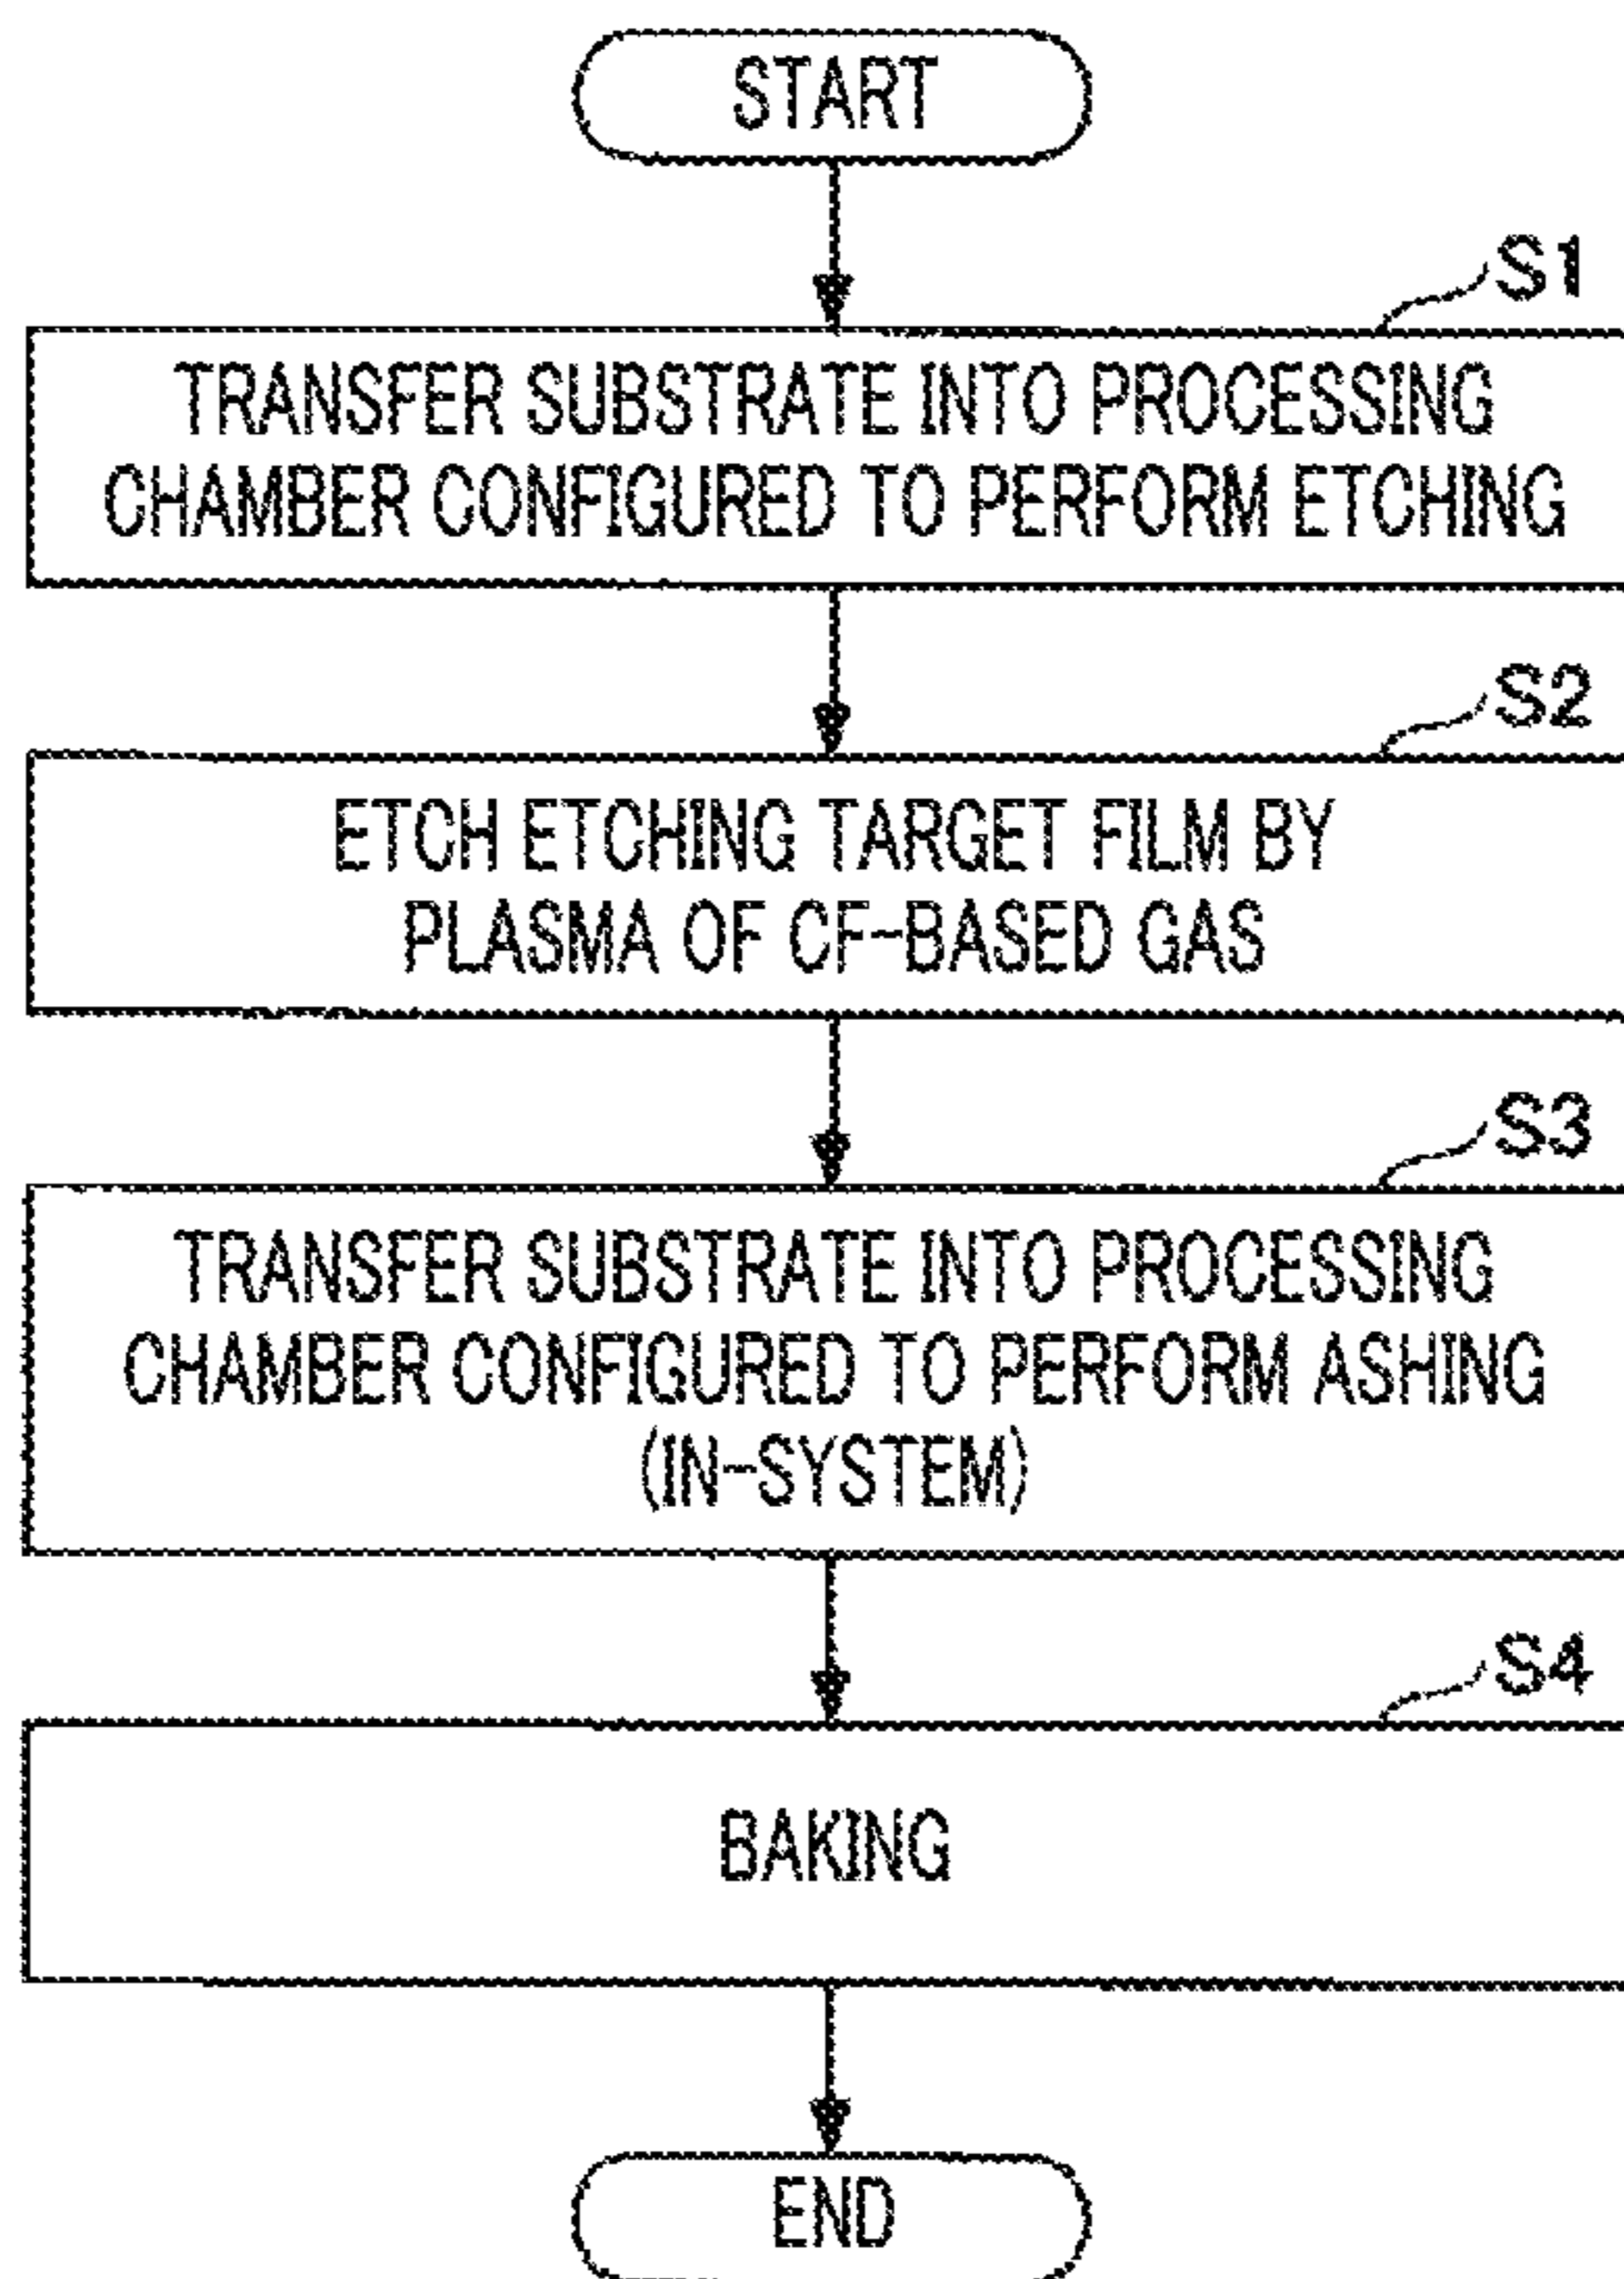 START
S1
TRANSFER SUBSTRATE INTO PROCESSING
CHAMBER CONFIGURED TO PERFORM ETCHING
S2
ETCH ETCHING TARGET FILM BY
PLASMA OF CF-BASED GAS
S3
TRANSFER SUBSTRATE INTO PROCESSING
CHAMBER CONFIGURED TO PERFORM ASHING
(IN-SYSTEM)
S4
BAKING
END